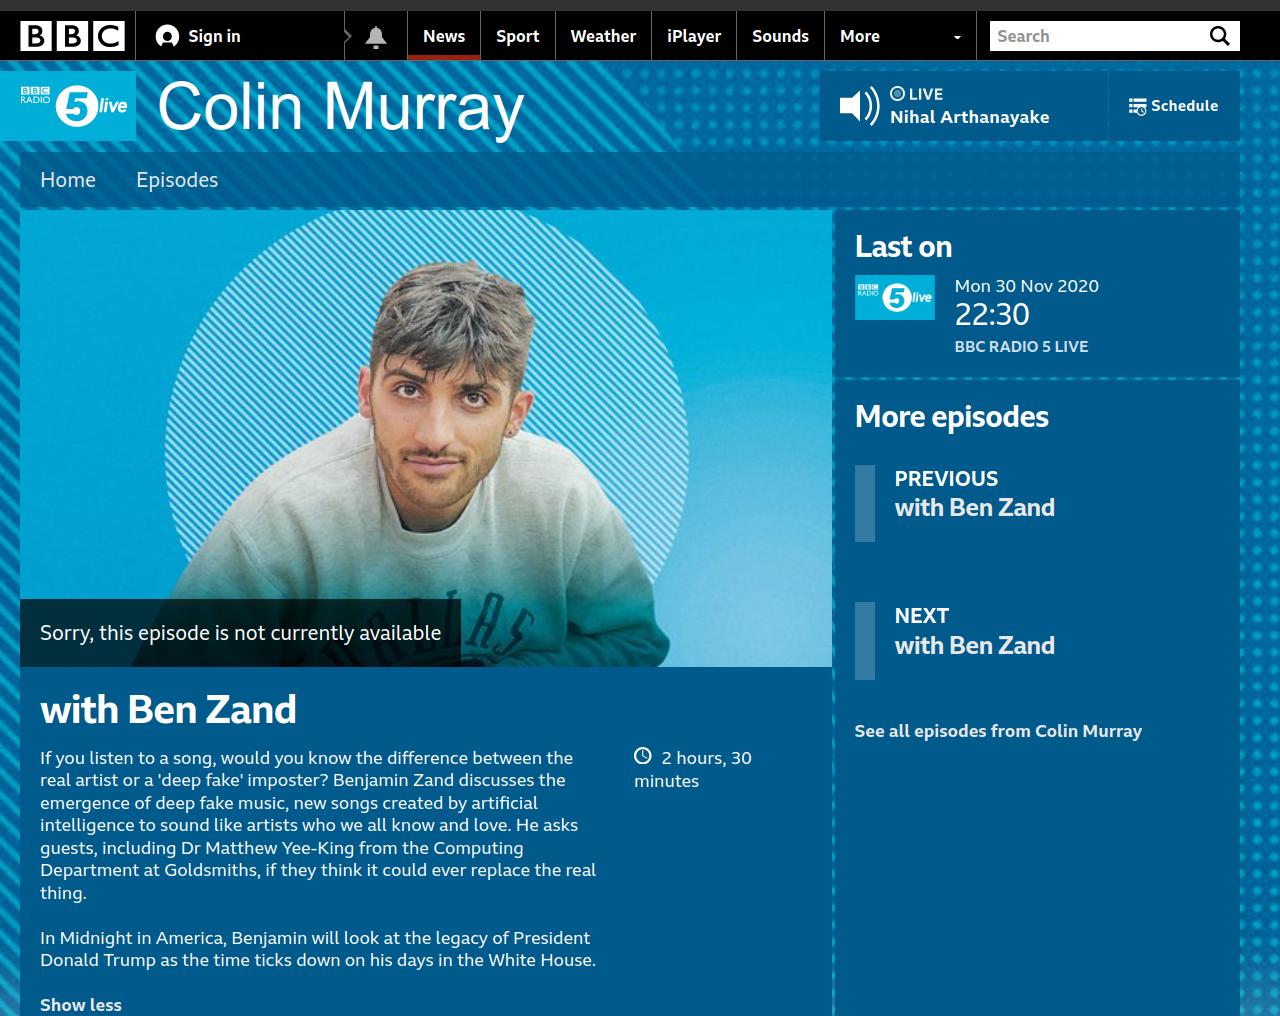 BBC
Sign in
News
Sport
Weather
iPlayer
Sounds
More
Search
BBC RADIO 5 live
Colin Murray
LIVE
Nihal Arthanayake
Schedule
Home
Episodes
DALLAS
Sorry, this episode is not currently available
with Ben Zand
If you listen to a song, would you know the difference between the
real artist or a 'deep fake' imposter? Benjamin Zand discusses the
emergence of deep fake music, new songs created by artificial
intelligence to sound like artists who we all know and love. He asks
guests, including Dr Matthew Yee-King from the Computing
Department at Goldsmiths, if they think it could ever replace the real
thing.
In Midnight in America, Benjamin will look at the legacy of President
Donald Trump as the time ticks down on his days in the White House.
Show less
2 hours, 30
minutes
Last on
BBC RADIO 5 live
Mon 30 Nov 2020
22:30
BBC RADIO 5 LIVE
More episodes
PREVIOUS
with Ben Zand
NEXT
with Ben Zand
See all episodes from Colin Murray